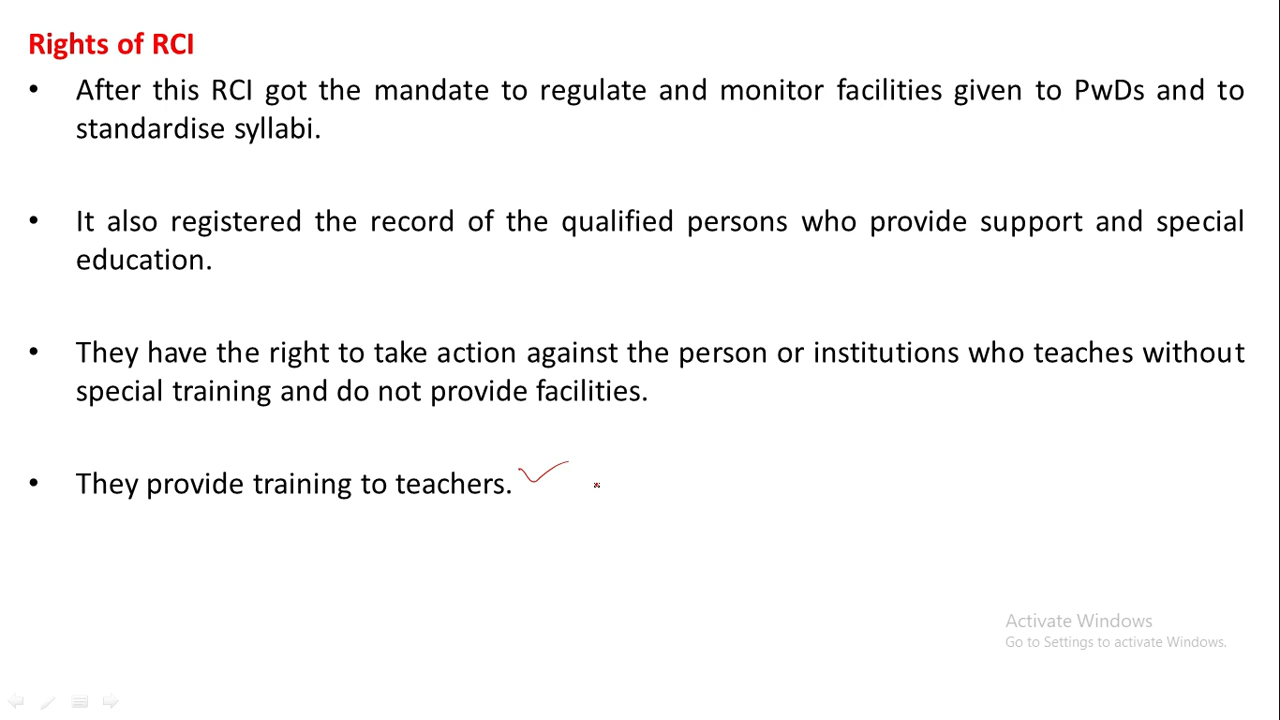 Rights of RCI
• After this RCI got the mandate to regulate and monitor facilities given to PwDs and to
standardise syllabi.
• It also registered the record of the qualified persons who provide support and special
education.
• They have the right to take action against the person or institutions who teaches without
special training and do not provide facilities.
• They provide training to teachers.
Activate Windows
Go to Settings to activate Windows.